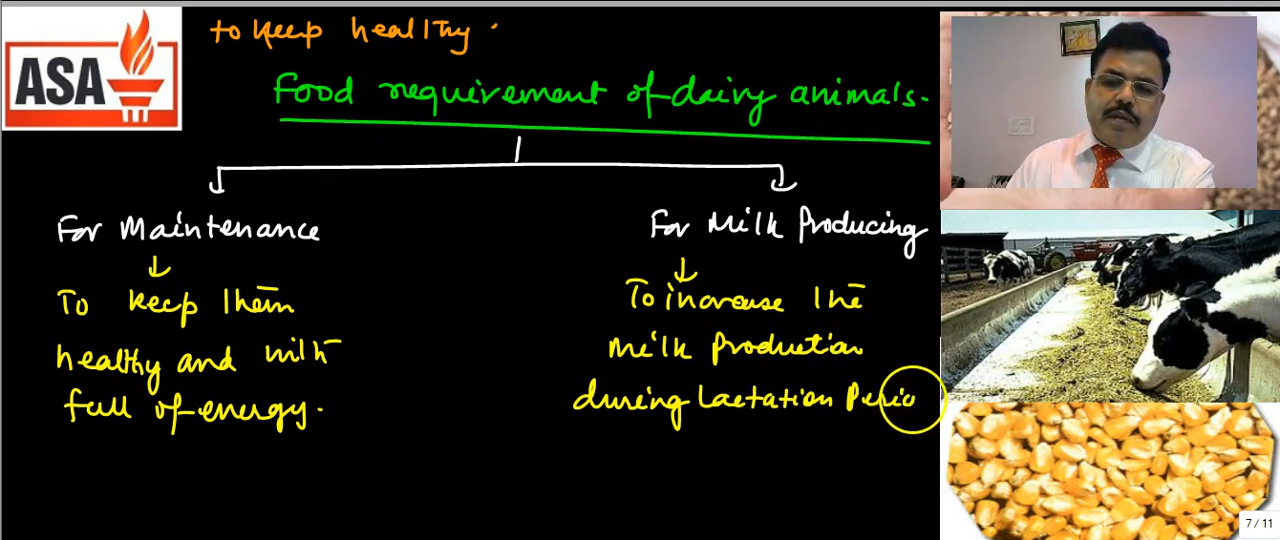 ASA
to keep healthy.
Food requirement of dairy animals.
For Maintenance
To keep them
healthy and with
full of energy.
For Milk Producing
To increase the
Milk Production
during Lactation Perio
7 / 11